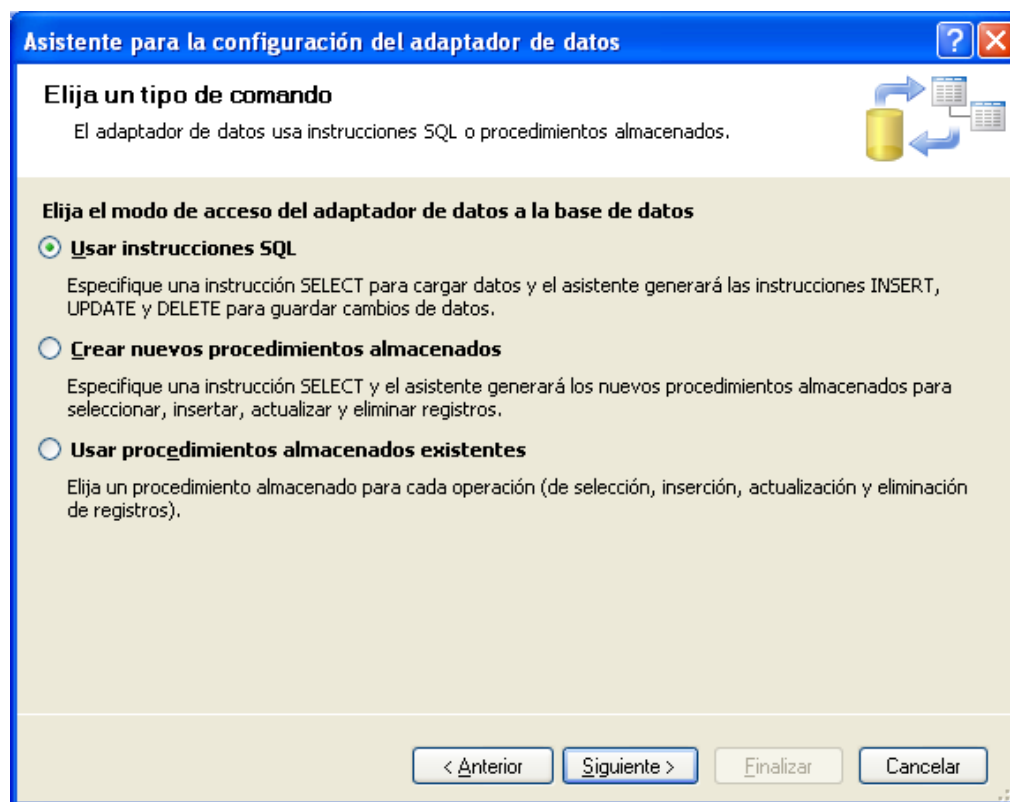 Asistente para la configuración del adaptador de datos
Elija un tipo de comando
El adaptador de datos usa instrucciones SQL o procedimientos almacenados.
Elija el modo de acceso del adaptador de datos a la base de datos
Usar instrucciones SQL
Especifique una instrucción SELECT para cargar datos y el asistente generará las instrucciones INSERT,
UPDATE y DELETE para guardar cambios de datos.
Crear nuevos procedimientos almacenados
Especifique una instrucción SELECT y el asistente generará los nuevos procedimientos almacenados para
seleccionar, insertar, actualizar y eliminar registros.
Usar procedimientos almacenados existentes
Elija un procedimiento almacenado para cada operación (de selección, inserción, actualización y eliminación
de registros).
< Anterior
Siguiente >
Finalizar
Cancelar